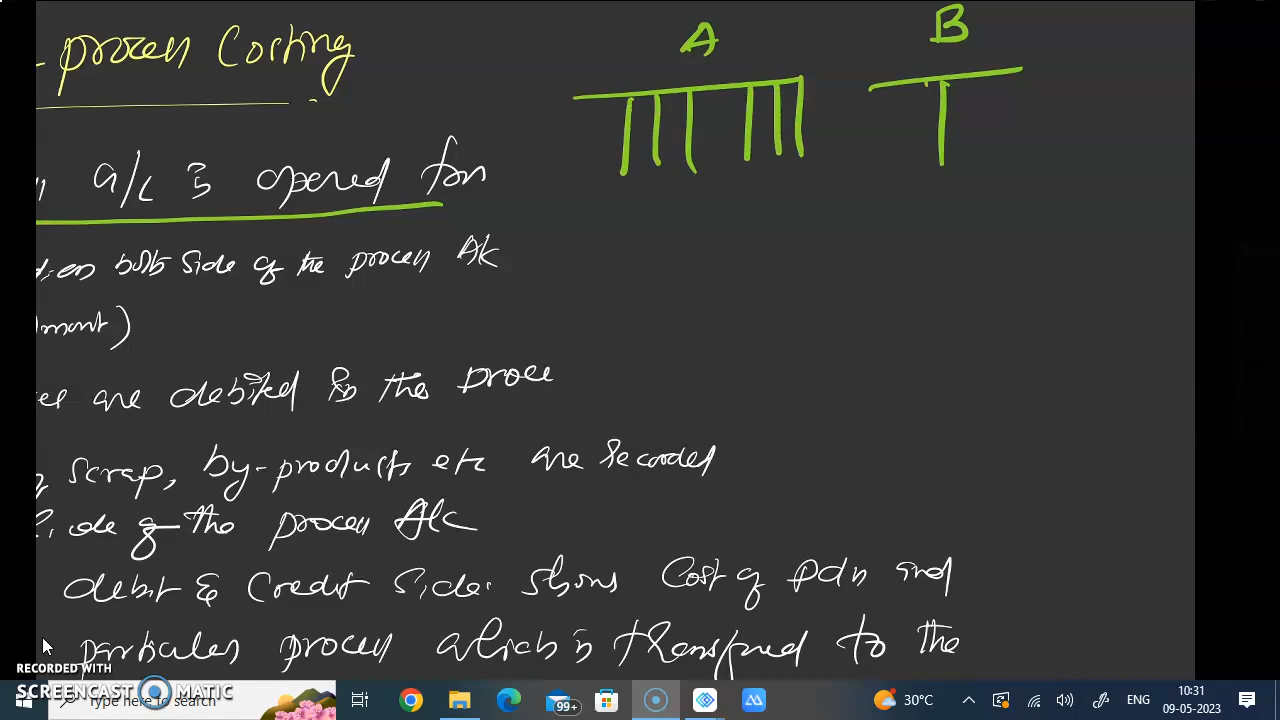 - process Costing
A
B
a/c is opened for
on both side of the process A/c
are debited to the proce
scrap, by-products etc are recorded
side of the process A/c
debit & Credit side. shows Cost of pdn and
particular process which is transfered to the
RECORDED WITH
SCREENCAST MATIC
Type here to search
99+
30°C
ENG
10:31
09-05-2023